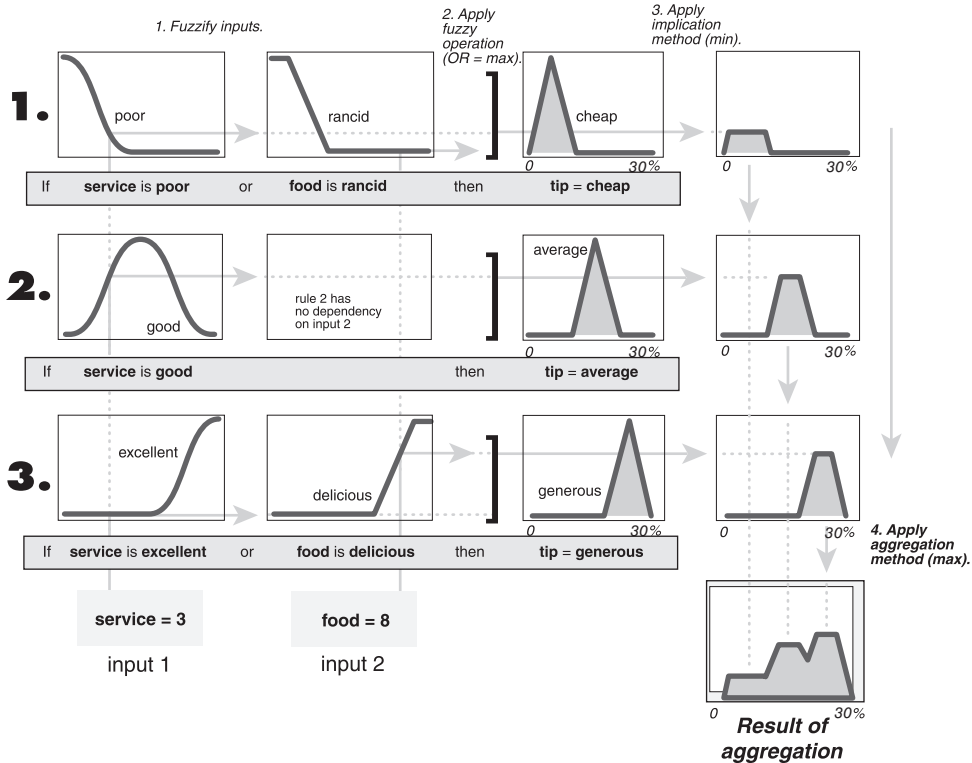 1. Fuzzify inputs.
2. Apply
fuzzy
operation
(OR = max).
3. Apply
implication
method (min).
1.
poor
rancid
cheap
0 30%
0 30%
If service is poor or food is rancid then tip = cheap
2.
good
rule 2 has
no dependency
on input 2
average
0 30%
0 30%
If service is good then tip = average
3.
excellent
delicious
generous
0 30%
0 30%
If service is excellent or food is delicious then tip = generous
4. Apply
aggregation
method (max).
service = 3
food = 8
input 1
input 2
0 30%
Result of
aggregation